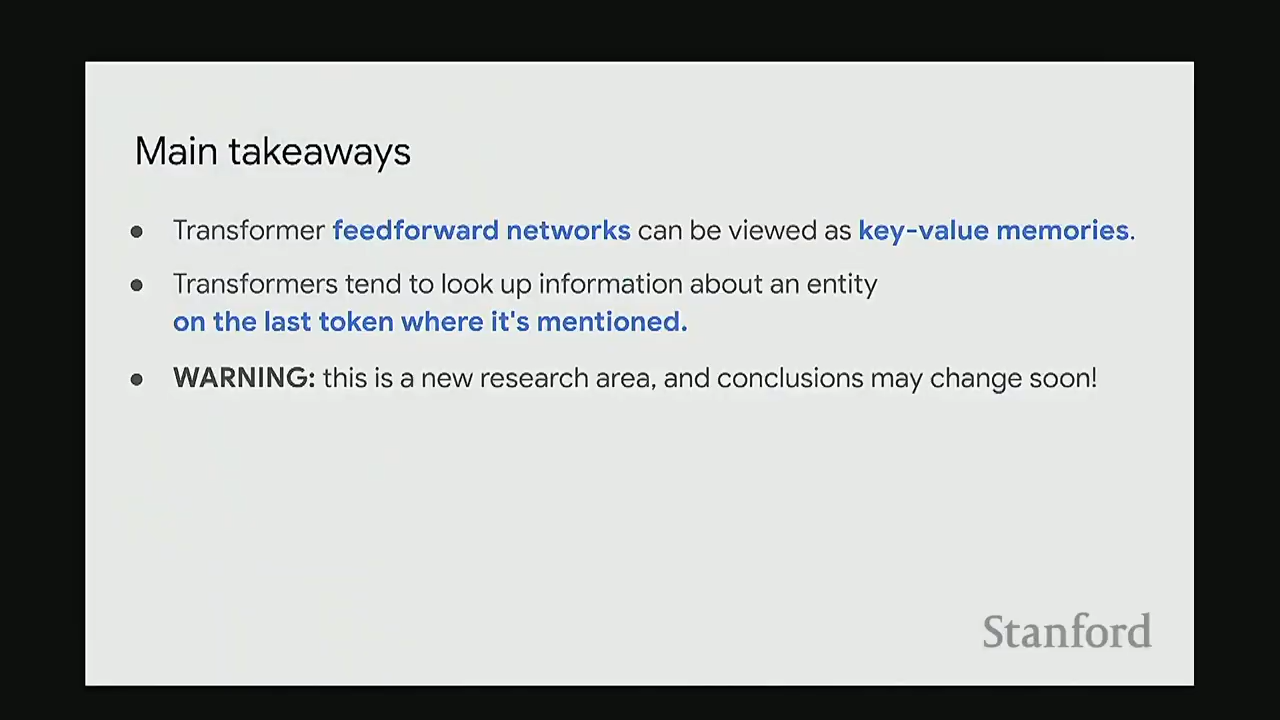 Main takeaways
● Transformer feedforward networks can be viewed as key-value memories.
● Transformers tend to look up information about an entity
on the last token where it's mentioned.
● WARNING: this is a new research area, and conclusions may change soon!
Stanford